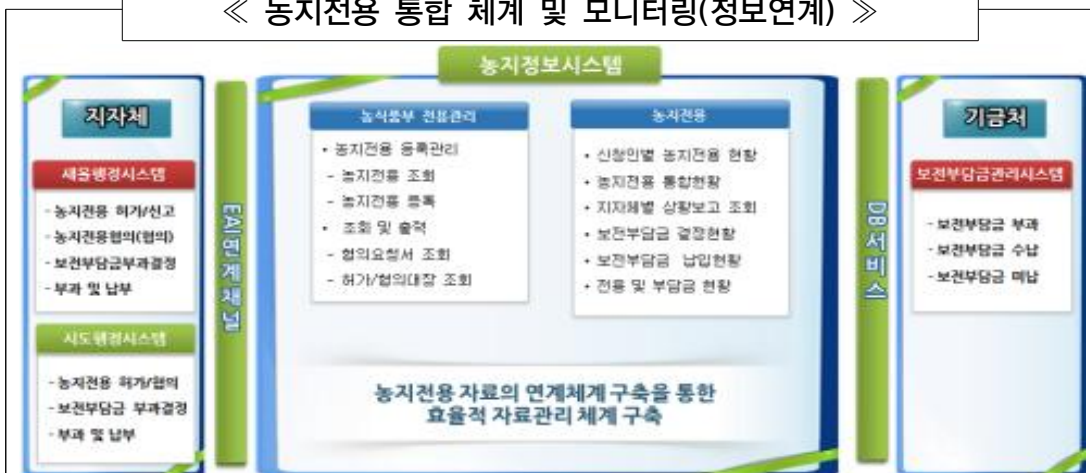 ≪ 농지전용 통합 체계 및 모니터링(정보연계) ≫
농지정보시스템
지자체
새올행정시스템
- 농지전용 허가/신고
- 농지전용협의(협의)
- 보전부담금부과결정
- 부과 및 납부
시도행정시스템
- 농지전용 허가/협의
- 보전부담금 부과결정
- 부과 및 납부
EAI연계채널
농식품부 전용관리
• 농지전용 등록관리
- 농지전용 조회
- 농지전용 등록
• 조회 및 출력
- 협의요청서 조회
- 허가/협의대장 조회
농지전용
• 신청인별 농지전용 현황
• 농지전용 통합현황
• 지자체별 상황보고 조회
• 보전부담금 결정현황
• 보전부담금 납입현황
• 전용 및 부담금 현황
농지전용 자료의 연계체계 구축을 통한
효율적 자료관리 체계 구축
DB서비스
기금처
보전부담금관리시스템
- 보전부담금 부과
- 보전부담금 수납
- 보전부담금 미납